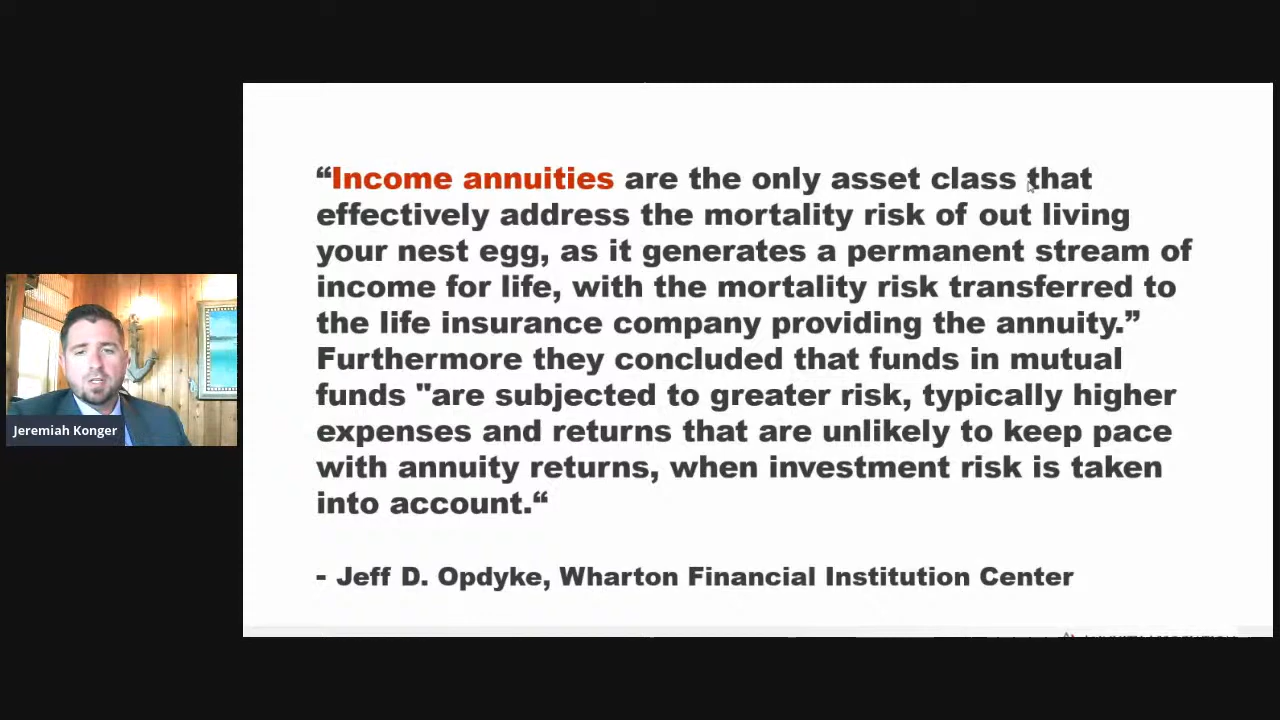 “Income annuities are the only asset class that
effectively address the mortality risk of out living
your nest egg, as it generates a permanent stream of
income for life, with the mortality risk transferred to
the life insurance company providing the annuity.”
Furthermore they concluded that funds in mutual
funds "are subjected to greater risk, typically higher
expenses and returns that are unlikely to keep pace
with annuity returns, when investment risk is taken
into account.“
- Jeff D. Opdyke, Wharton Financial Institution Center
Jeremiah Konger